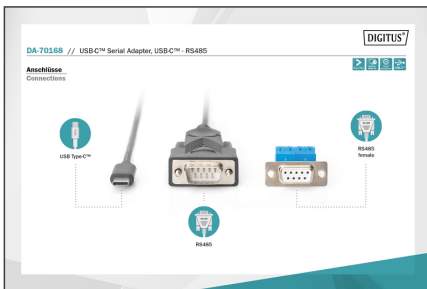 DIGITUS®
DA-70168 // USB-C™ Serial Adapter, USB-C™ - RS485
Anschlüsse
Connections
USB Type-C™
RS485
female
RS485